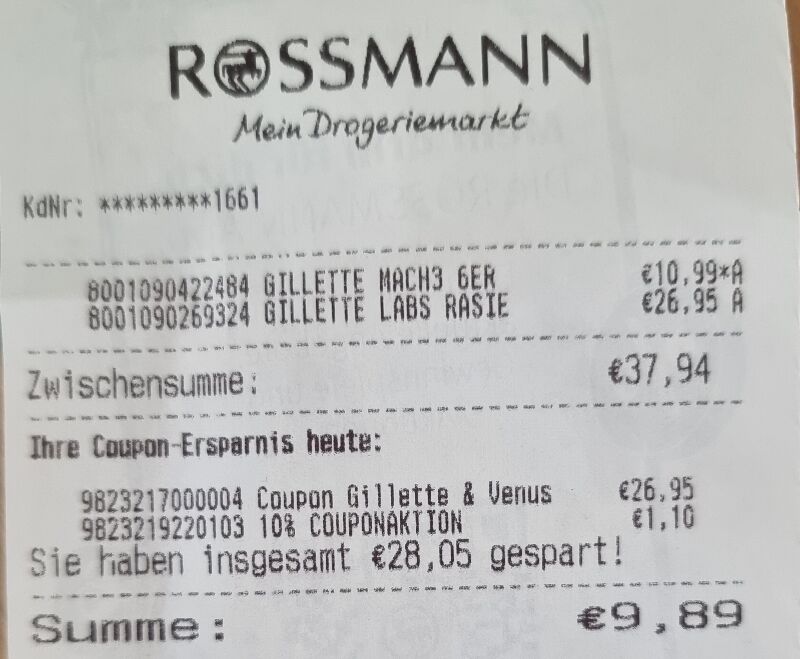 ROSSMANN
Mein Drogeriemarkt
KdNr: *********1661
8001090422484 GILLETTE MACH3 6ER €10,99*A
8001090269324 GILLETTE LABS RASIE €26,95 A
Zwischensumme: €37,94
Ihre Coupon-Ersparnis heute:
9823217000004 Coupon Gillette & Venus €26,95
9823219220103 10% COUPONAKTION €1,10
Sie haben insgesamt €28,05 gespart!
Summe: €9,89